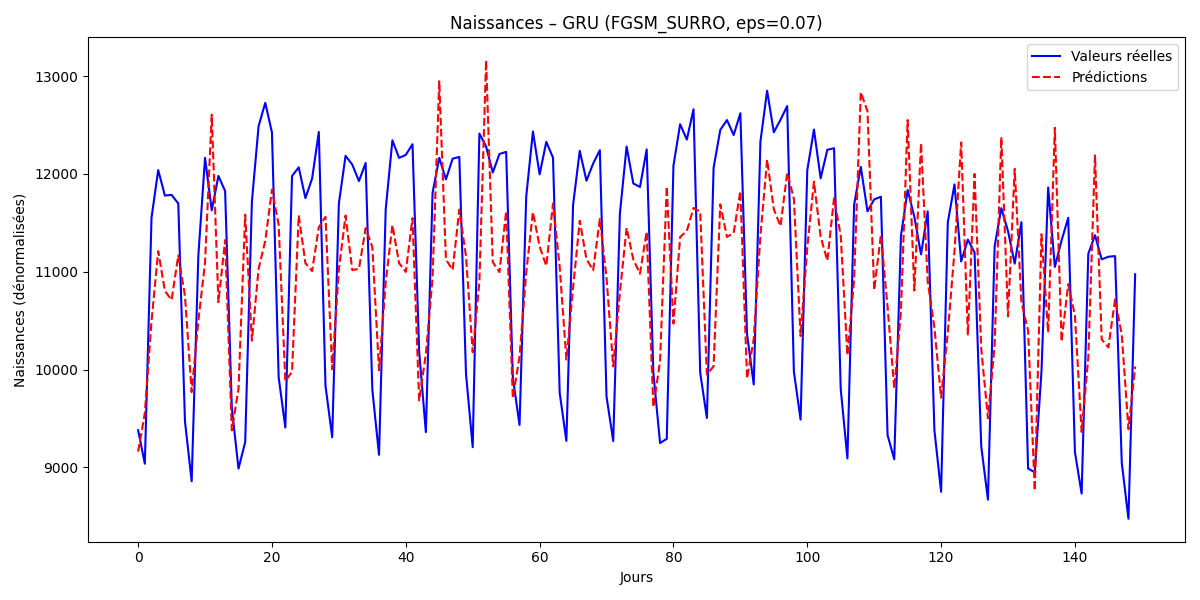 Naissances – GRU (FGSM_SURRO, eps=0.07)
Valeurs réelles
Prédictions
Naissances (dénormalisées)
13000
12000
11000
10000
9000
0 20 40 60 80 100 120 140
Jours